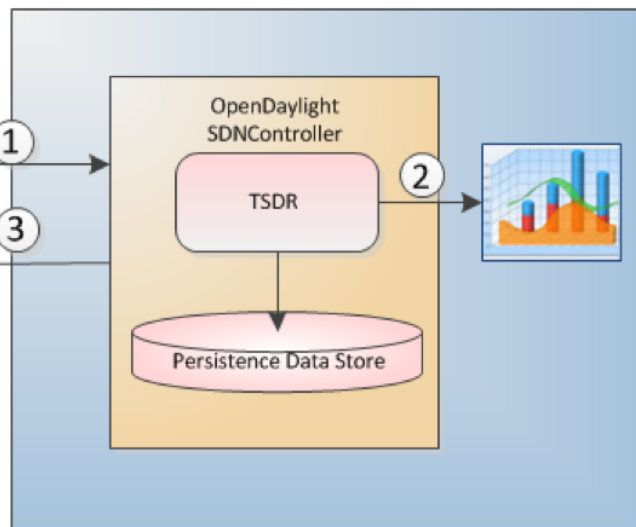 OpenDaylight
SDNController
1
TSDR
2
3
Persistence Data Store